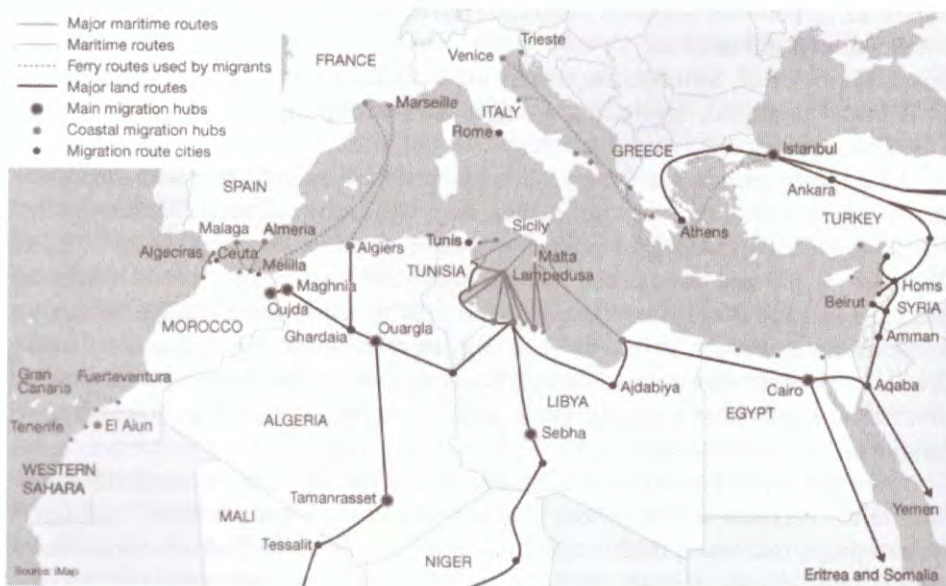 Major maritime routes
Maritime routes
Ferry routes used by migrants
Major land routes
Main migration hubs
Coastal migration hubs
Migration route cities
Trieste
Venice
FRANCE
Marseille
ITALY
Rome
GREECE
Istanbul
Ankara
SPAIN
TURKEY
Malaga
Almeria
Sicily
Athens
Algeciras
Ceuta
Algiers
Tunis
Malta
Melilla
TUNISIA
Lampedusa
Maghnia
Homs
Oujda
Beirut
SYRIA
MOROCCO
Ghardaia
Ouargla
Amman
Gran
Canaria
Fuerteventura
Ajdabiya
Cairo
Aqaba
LIBYA
EGYPT
Tenerife
El Aiun
ALGERIA
Sebha
WESTERN
SAHARA
Tamanrasset
MALI
Yemen
Tessalit
NIGER
Source: iMap
Eritrea and Somalia